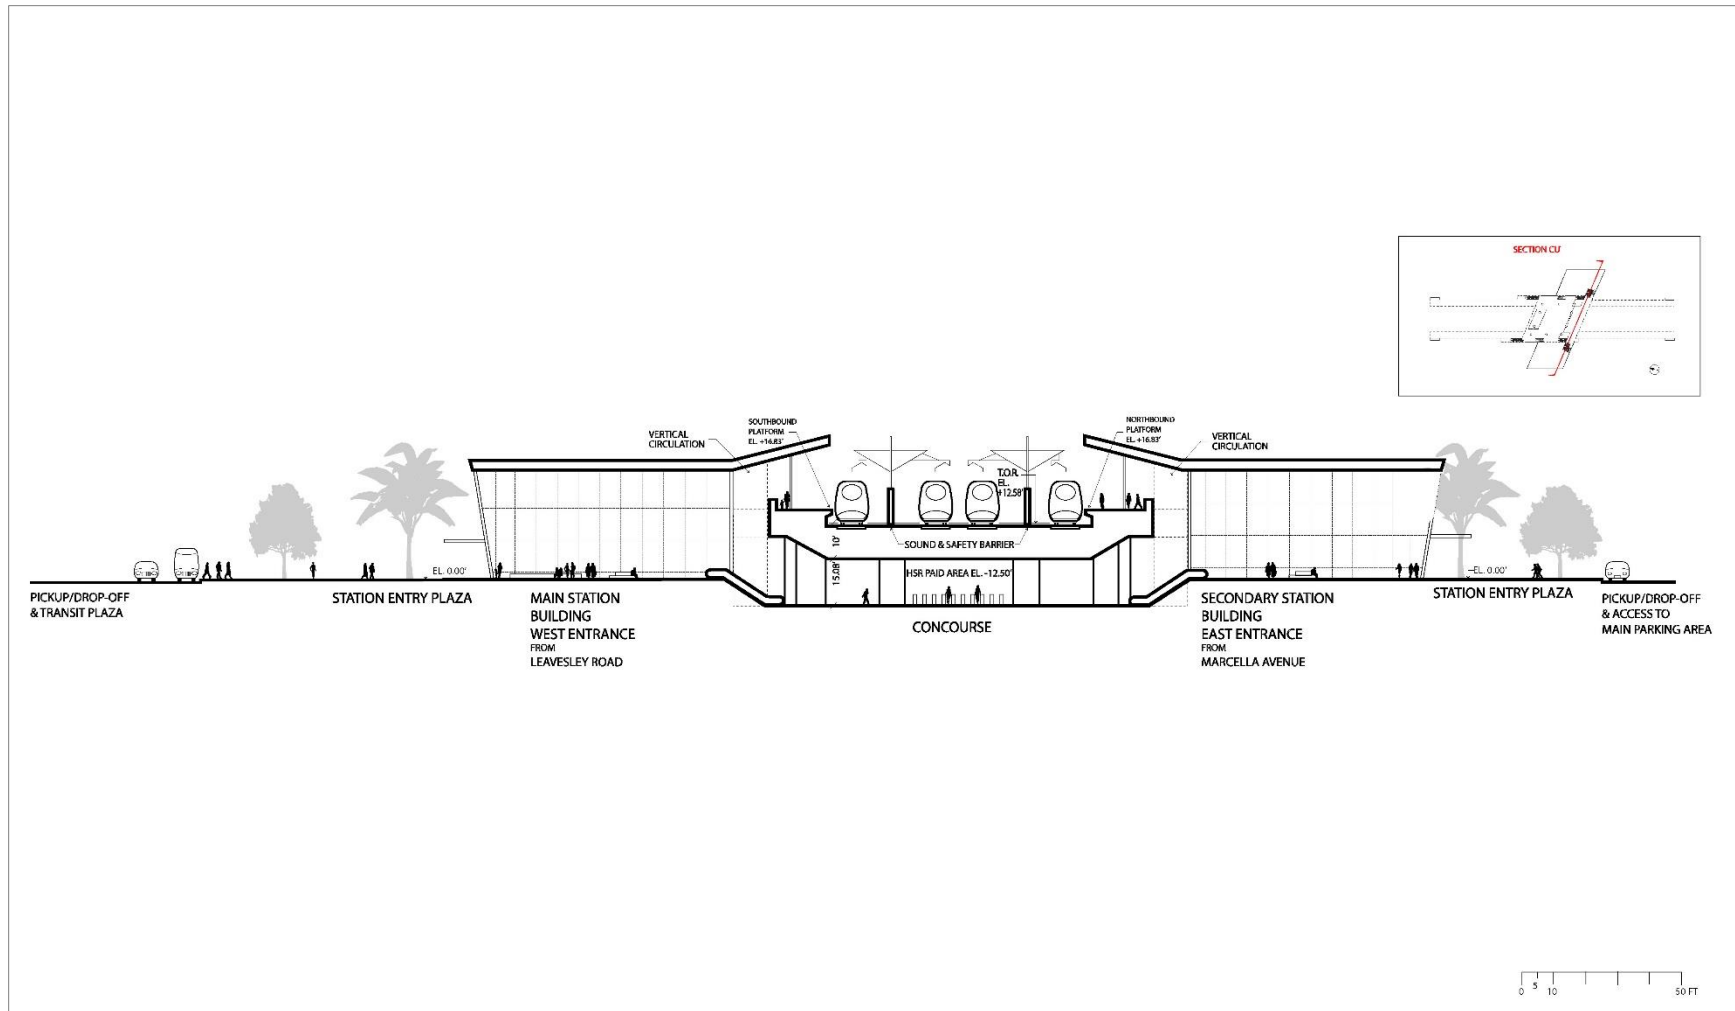 SECTION CU
SOUTHBOUND
PLATFORM
EL. +16.83'
NORTHBOUND
PLATFORM
EL. +16.83'
VERTICAL
CIRCULATION
VERTICAL
CIRCULATION
T.O.R.
EL.
+12.58'
SOUND & SAFETY BARRIER
10'
15.08'
HSR PAID AREA EL. -12.50'
EL. 0.00'
EL. 0.00'
PICKUP/DROP-OFF
& TRANSIT PLAZA
STATION ENTRY PLAZA
MAIN STATION
BUILDING
WEST ENTRANCE
FROM
LEAVESLEY ROAD
CONCOURSE
SECONDARY STATION
BUILDING
EAST ENTRANCE
FROM
MARCELLA AVENUE
STATION ENTRY PLAZA
PICKUP/DROP-OFF
& ACCESS TO
MAIN PARKING AREA
0 5 10 50 FT